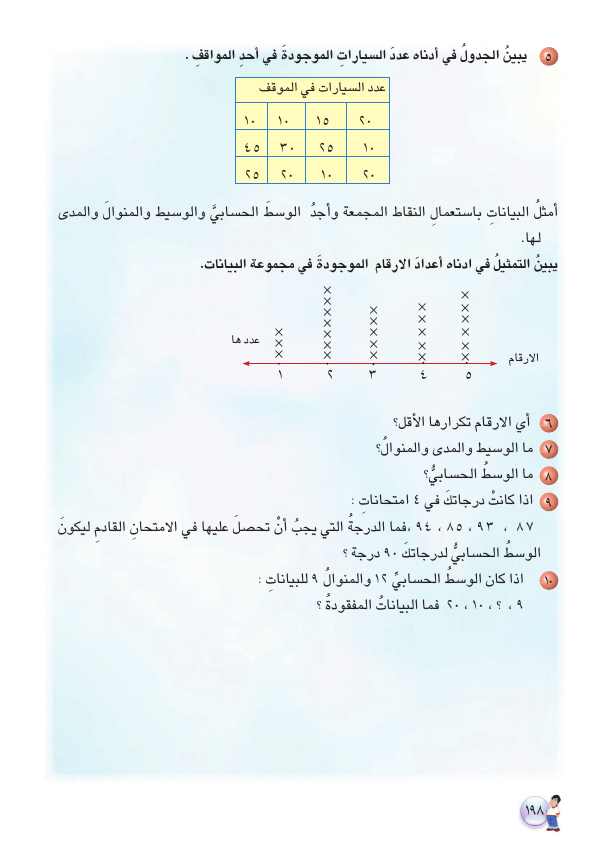 ٥ يبينُ الجدولُ في أدناه عددَ السياراتِ الموجودةَ في أحدِ المواقفِ .
عدد السيارات في الموقف
٢٠ ١٥ ١٠ ١٠
١٠ ٢٥ ٣٠ ٤٥
٢٠ ١٠ ٢٠ ٢٥
أمثلُ البياناتِ باستعمالِ النقاط المجمعة وأجدُ الوسطَ الحسابيَّ والوسيط والمنوالَ والمدى
لها.
يبينُ التمثيلُ في ادناه أعدادَ الارقام الموجودةَ في مجموعة البيانات.
عدد ها
الارقام
١ ٢ ٣ ٤ ٥
٦ أي الارقام تكرارها الأقل؟
٧ ما الوسيط والمدى والمنوالُ؟
٨ ما الوسطُ الحسابيُّ؟
٩ اذا كانتْ درجاتكَ في ٤ امتحاناتِ :
٨٧ ، ٩٣ ، ٨٥ ، ٩٤ ،فما الدرجةُ التي يجبُ أنْ تحصلَ عليها في الامتحانِ القادمِ ليكونَ
الوسطُ الحسابيُّ لدرجاتكَ ٩٠ درجة ؟
١٠ اذا كان الوسطُ الحسابيِّ ١٢ والمنوالُ ٩ للبياناتِ :
٩ ، ؟ ، ١٠ ، ٢٠ فما البياناتُ المفقودةُ ؟
١٩٨